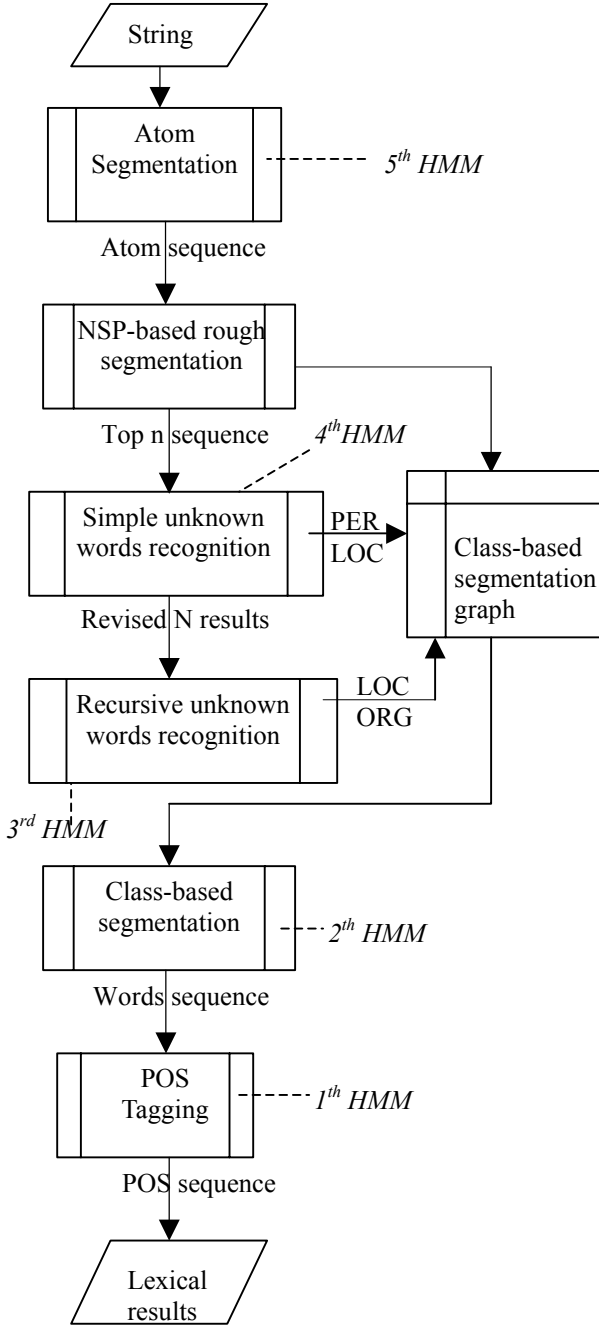 String
Atom
Segmentation
5th HMM
Atom sequence
NSP-based rough
segmentation
Top n sequence
4thHMM
Simple unknown
words recognition
PER
LOC
Class-based
segmentation
graph
Revised N results
Recursive unknown
words recognition
LOC
ORG
3rd HMM
Class-based
segmentation
2th HMM
Words sequence
POS
Tagging
1th HMM
POS sequence
Lexical
results